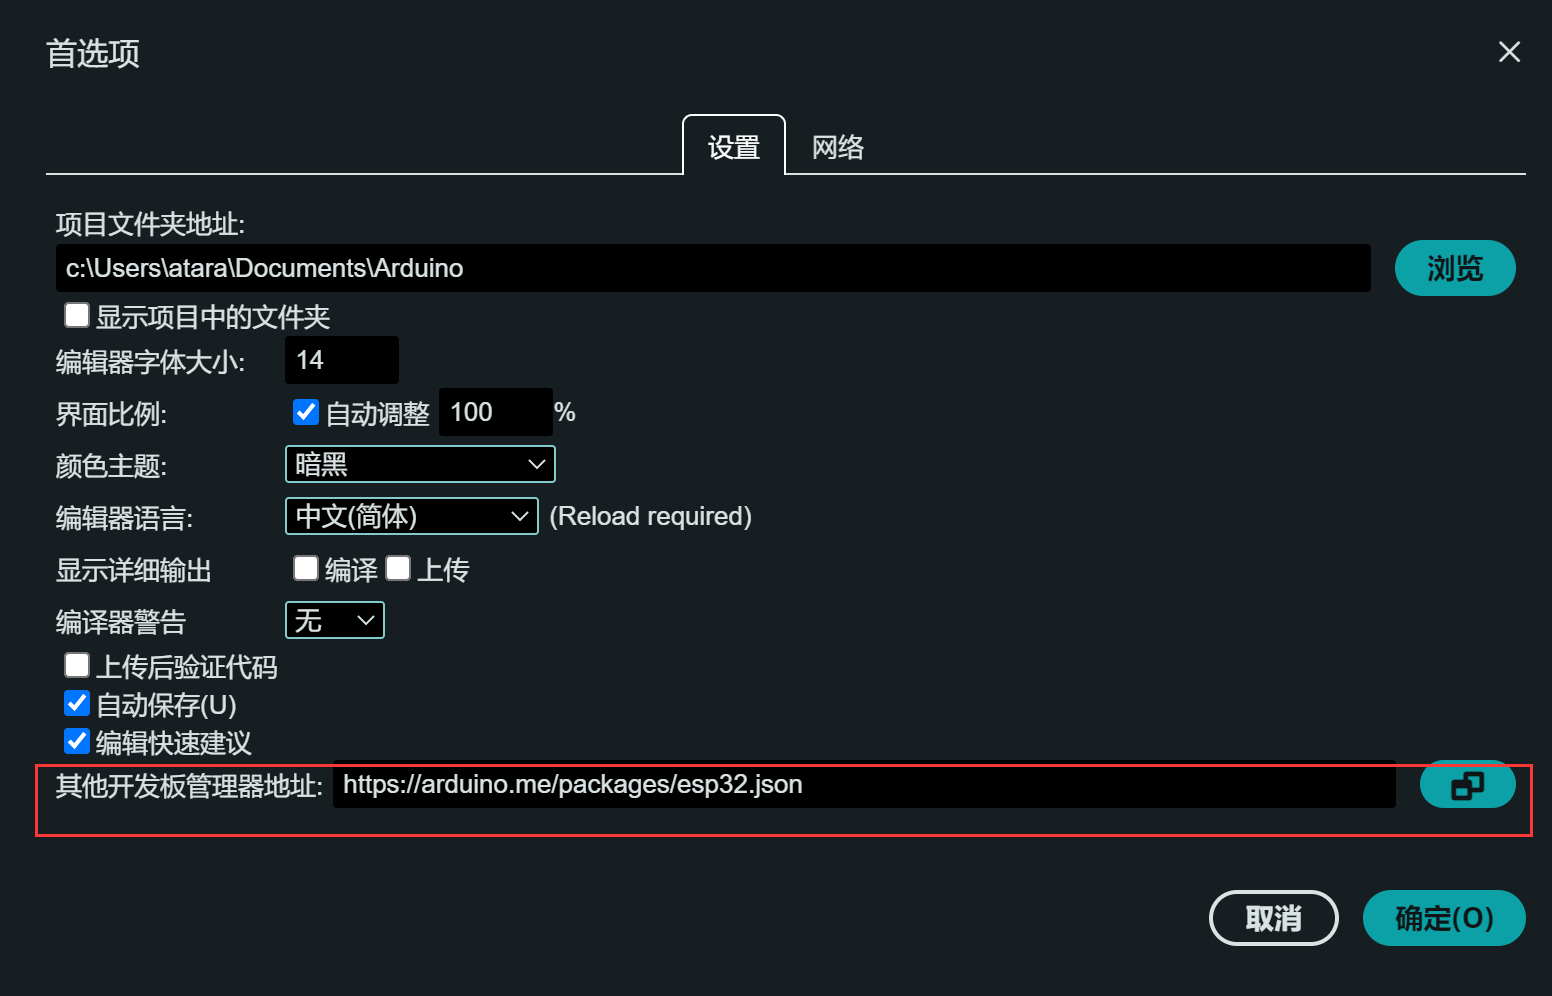 首选项
设置 网络
项目文件夹地址:
c:\Users\atara\Documents\Arduino 浏览
显示项目中的文件夹
编辑器字体大小: 14
界面比例: 自动调整 100 %
颜色主题: 暗黑
编辑器语言: 中文(简体) (Reload required)
显示详细输出 编译 上传
编译器警告 无
上传后验证代码
自动保存(U)
编辑快速建议
其他开发板管理器地址: https://arduino.me/packages/esp32.json
取消 确定(O)